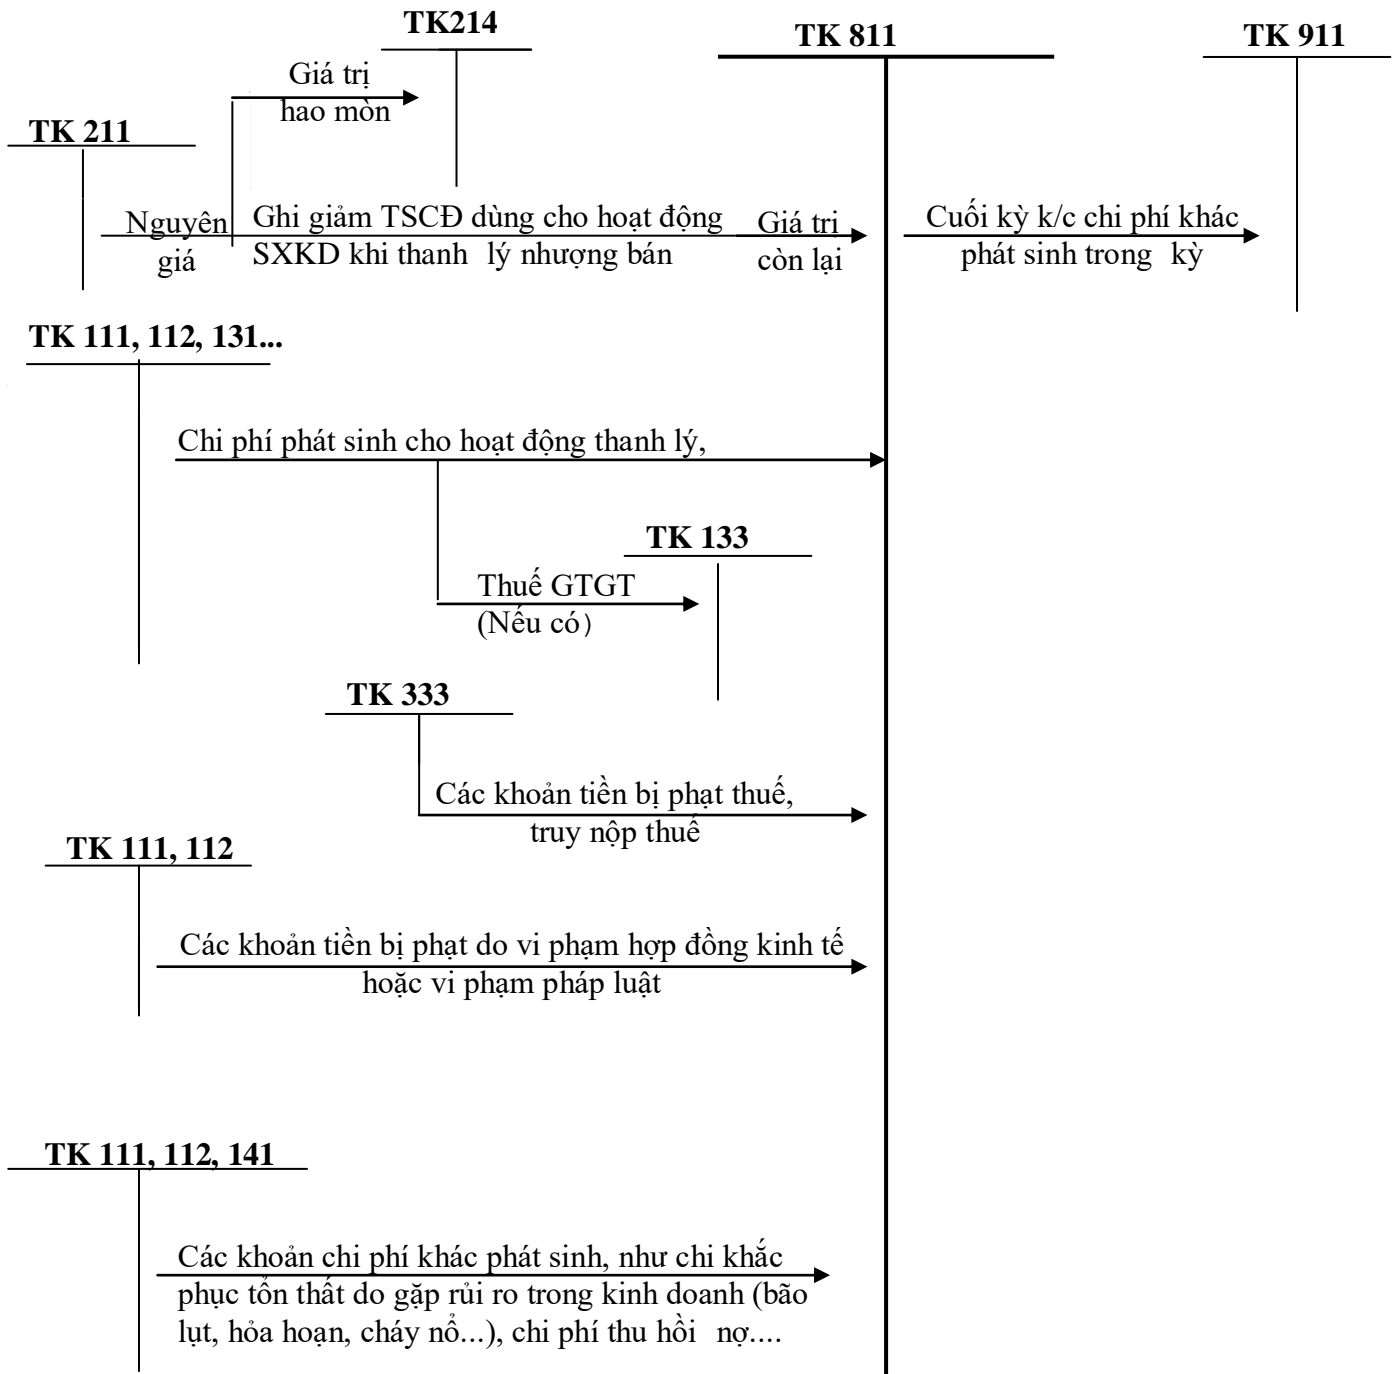 TK214
TK 811
TK 911
Giá trị
hao mòn
TK 211
Nguyên
giá
Ghi giảm TSCĐ dùng cho hoạt động
SXKD khi thanh lý nhượng bán
Giá trị
còn lại
Cuối kỳ k/c chi phí khác
phát sinh trong kỳ
TK 111, 112, 131...
Chi phí phát sinh cho hoạt động thanh lý,
TK 133
Thuế GTGT
(Nếu có)
TK 333
Các khoản tiền bị phạt thuế,
truy nộp thuế
TK 111, 112
Các khoản tiền bị phạt do vi phạm hợp đồng kinh tế
hoặc vi phạm pháp luật
TK 111, 112, 141
Các khoản chi phí khác phát sinh, như chi khắc
phục tổn thất do gặp rủi ro trong kinh doanh (bão
lụt, hỏa hoạn, cháy nổ...), chi phí thu hồi nợ....